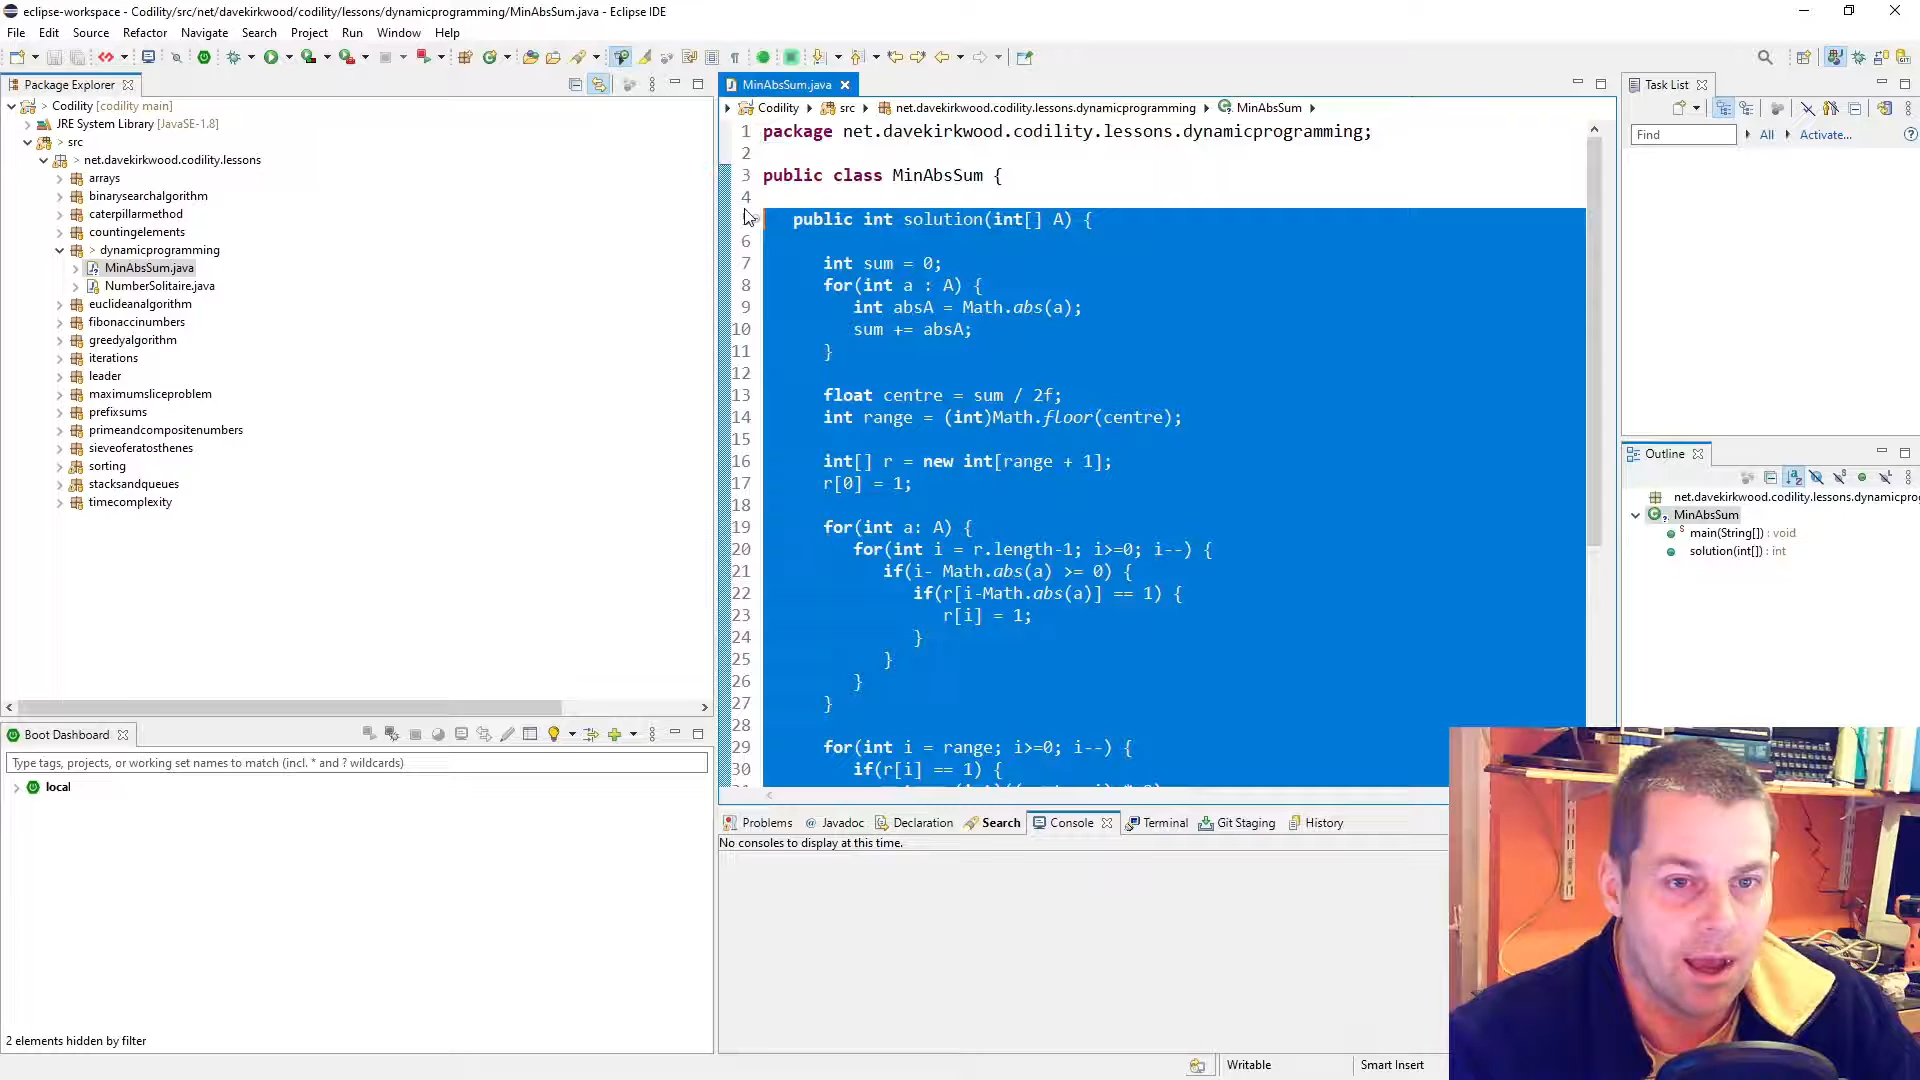 eclipse-workspace - Codility/src/net/davekirkwood/codility/lessons/dynamicprogramming/MinAbsSum.java - Eclipse IDE
File Edit Source Refactor Navigate Search Project Run Window Help
Package Explorer
Codility [codility main]
JRE System Library [JavaSE-1.8]
> src
> net.davekirkwood.codility.lessons
arrays
binarysearchalgorithm
caterpillarmethod
countingelements
> dynamicprogramming
MinAbsSum.java
NumberSolitaire.java
euclideanalgorithm
fibonaccinumbers
greedyalgorithm
iterations
leader
maximumsliceproblem
prefixsums
primeandcompositenumbers
sieveoferatosthenes
sorting
stacksandqueues
timecomplexity
Boot Dashboard
Type tags, projects, or working set names to match (incl. * and ? wildcards)
local
2 elements hidden by filter
MinAbsSum.java
Codility src net.davekirkwood.codility.lessons.dynamicprogramming MinAbsSum
1 package net.davekirkwood.codility.lessons.dynamicprogramming;
2
3 public class MinAbsSum {
4
public int solution(int[] A) {
6
7 int sum = 0;
8 for(int a : A) {
9 int absA = Math.abs(a);
10 sum += absA;
11 }
12
13 float centre = sum / 2f;
14 int range = (int)Math.floor(centre);
15
16 int[] r = new int[range + 1];
17 r[0] = 1;
18
19 for(int a: A) {
20 for(int i = r.length-1; i>=0; i--) {
21 if(i- Math.abs(a) >= 0) {
22 if(r[i-Math.abs(a)] == 1) {
23 r[i] = 1;
24 }
25 }
26 }
27 }
28
29 for(int i = range; i>=0; i--) {
30 if(r[i] == 1) {
Problems Javadoc Declaration Search Console Terminal Git Staging History
No consoles to display at this time.
Writable Smart Insert
Task List
Find All Activate...
Outline
net.davekirkwood.codility.lessons.dynamicpro
MinAbsSum
main(String[]) : void
solution(int[]) : int